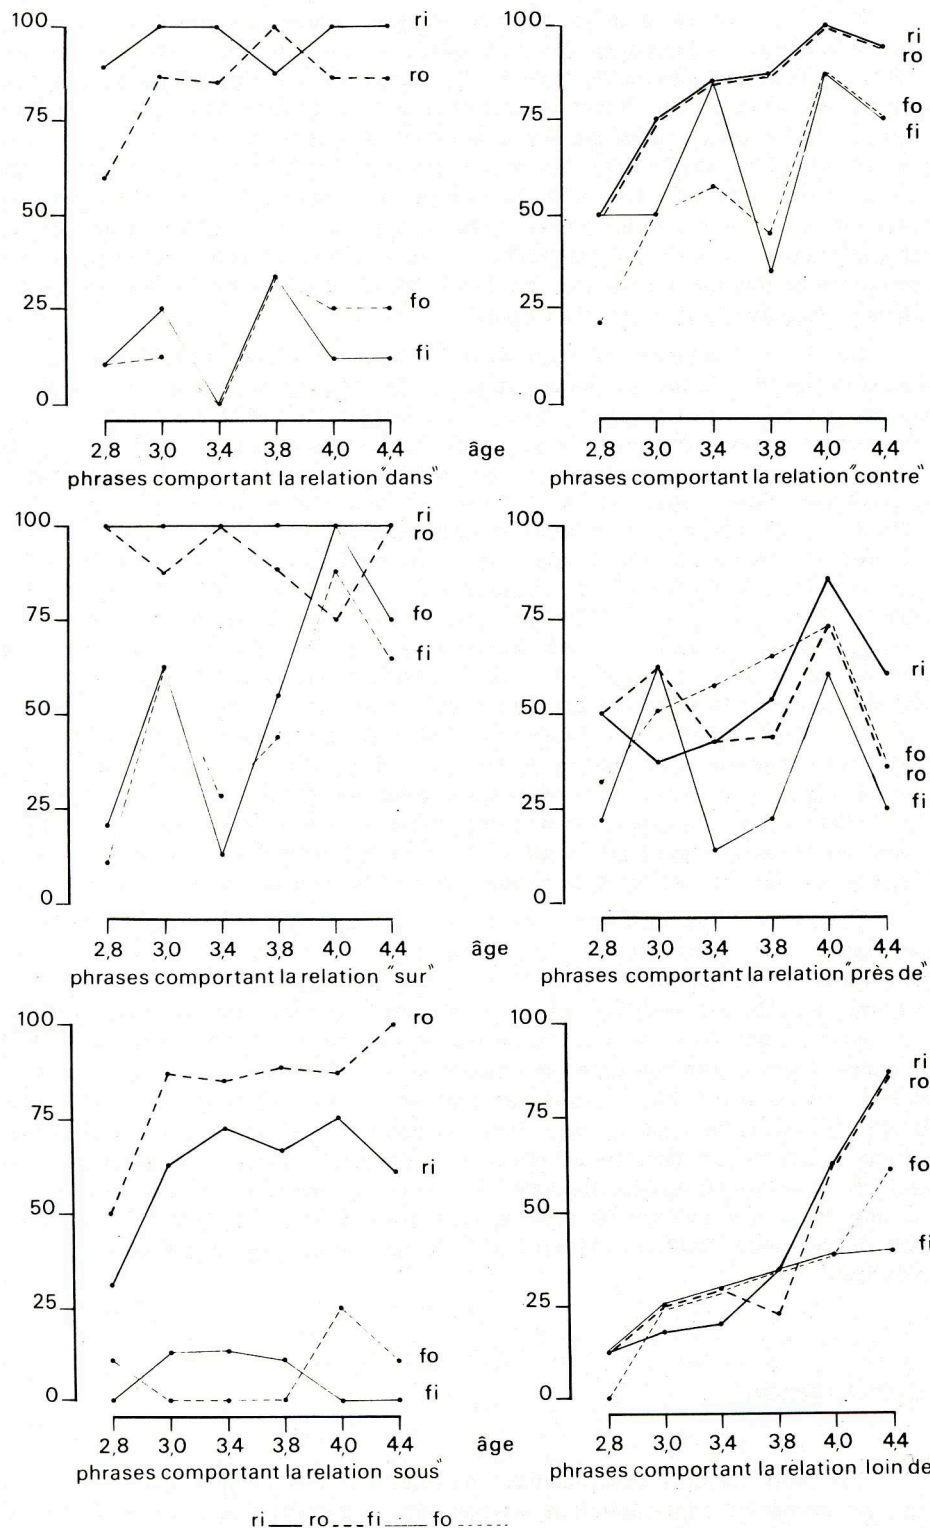 100
75
50
25
0
ri
ro
fo
fi
2,8 3,0 3,4 3,8 4,0 4,4
phrases comportant la relation "dans"
âge
100
75
50
25
0
ri
ro
fo
fi
2,8 3,0 3,4 3,8 4,0 4,4
phrases comportant la relation "contre"
100
75
50
25
0
ri
ro
fo
fi
2,8 3,0 3,4 3,8 4,0 4,4
phrases comportant la relation "sur"
100
75
50
25
0
ri
fo
ro
fi
2,8 3,0 3,4 3,8 4,0 4,4
phrases comportant la relation "près de"
100
75
50
25
0
ro
ri
fo
fi
2,8 3,0 3,4 3,8 4,0 4,4
phrases comportant la relation sous"
âge
100
75
50
25
0
ri
ro
fo
fi
2,8 3,0 3,4 3,8 4,0 4,4
phrases comportant la relation loin de
ri ro fi fo